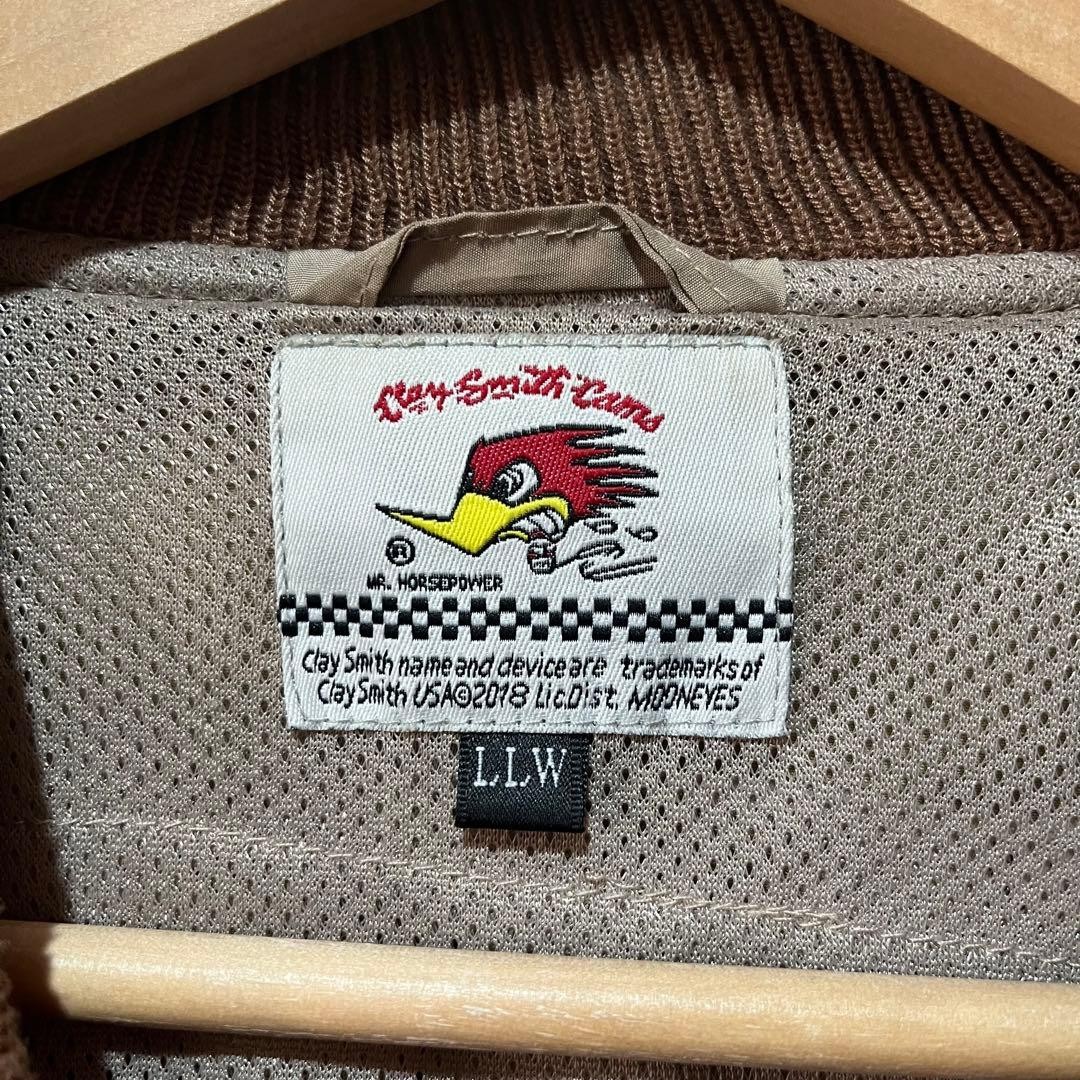 Clay Smith Cams
®
MR. HORSEPOWER
Clay Smith name and device are trademarks of
Clay Smith USA©2018 Lic.Dist, MOONEYES
LLW